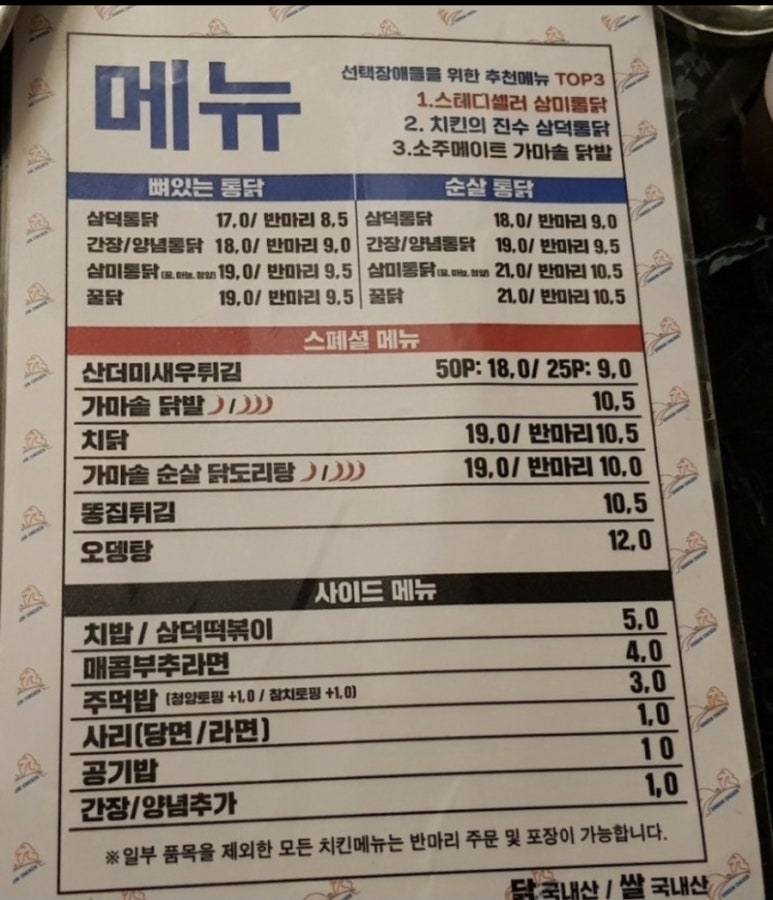 메뉴
선택장애들을 위한 추천메뉴 TOP3
1.스테디셀러 삼미통닭
2. 치킨의 진수 삼덕통닭
3.소주메이트 가마솥 닭발
뼈있는 통닭
삼덕통닭 17,0/ 반마리 8,5
간장/양념통닭 18,0/ 반마리 9,0
삼미통닭 (꿀, 마늘, 청양) 19,0/ 반마리 9,5
꿀닭 19,0/ 반마리 9,5
순살 통닭
삼덕통닭 18,0/ 반마리 9,0
간장/양념통닭 19,0/ 반마리 9,5
삼미통닭 (꿀, 마늘, 청양) 21,0/ 반마리 10,5
꿀닭 21,0/ 반마리 10,5
스페셜 메뉴
산더미새우튀김 50P: 18,0/ 25P: 9,0
가마솥 닭발 / 10,5
치닭 19,0/ 반마리 10,5
가마솥 순살 닭도리탕 / 19,0/ 반마리 10,0
똥집튀김 10,5
오뎅탕 12,0
사이드 메뉴
치밥 / 삼덕떡볶이 5,0
매콤부추라면 4,0
주먹밥 (청양토핑 +1,0 / 참치토핑 +1,0) 3,0
사리(당면/라면) 1,0
공기밥 1 0
간장/양념추가 1,0
※일부 품목을 제외한 모든 치킨메뉴는 반마리 주문 및 포장이 가능합니다.
닭 국내산 / 쌀 국내산